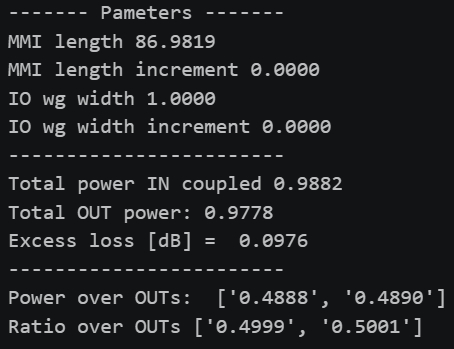 ------- Pameters -------
MMI length 86.9819
MMI length increment 0.0000
IO wg width 1.0000
IO wg width increment 0.0000
------------------------
Total power IN coupled 0.9882
Total OUT power: 0.9778
Excess loss [dB] =  0.0976
------------------------
Power over OUTs:  ['0.4888', '0.4890']
Ratio over OUTs ['0.4999', '0.5001']